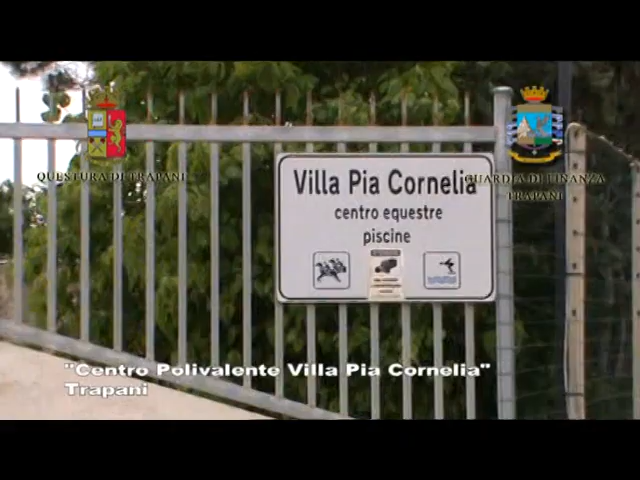 Villa Pia Cornelia
centro equestre
piscine
QUESTURA DI TRAPANI
GUARDIA DI FINANZA
TRAPANI
"Centro Polivalente Villa Pia Cornelia"
Trapani